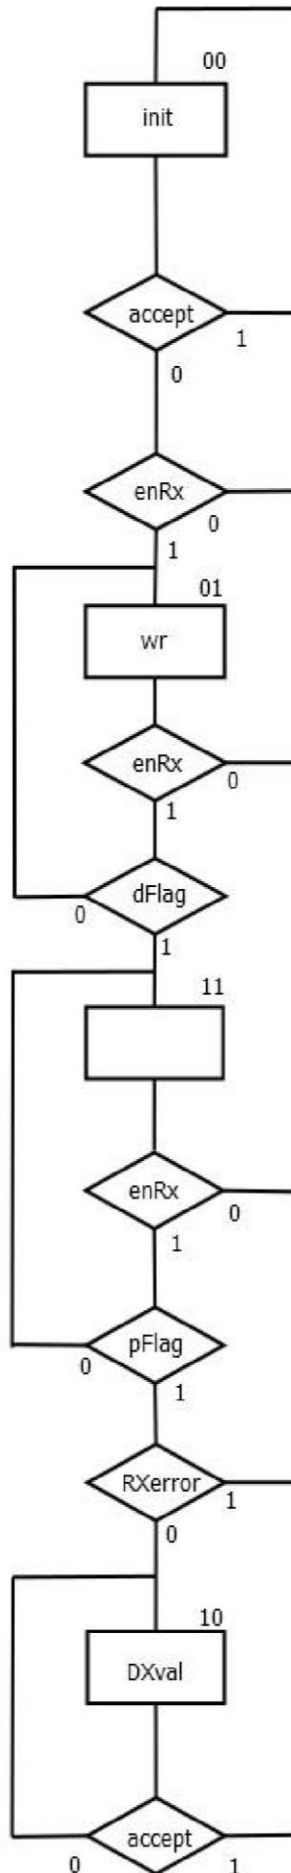 00
init
accept
1
0
enRx
0
1
01
wr
enRx
0
1
dFlag
0
1
11
enRx
0
1
pFlag
0
1
RXerror
1
0
10
DXval
accept
0
1